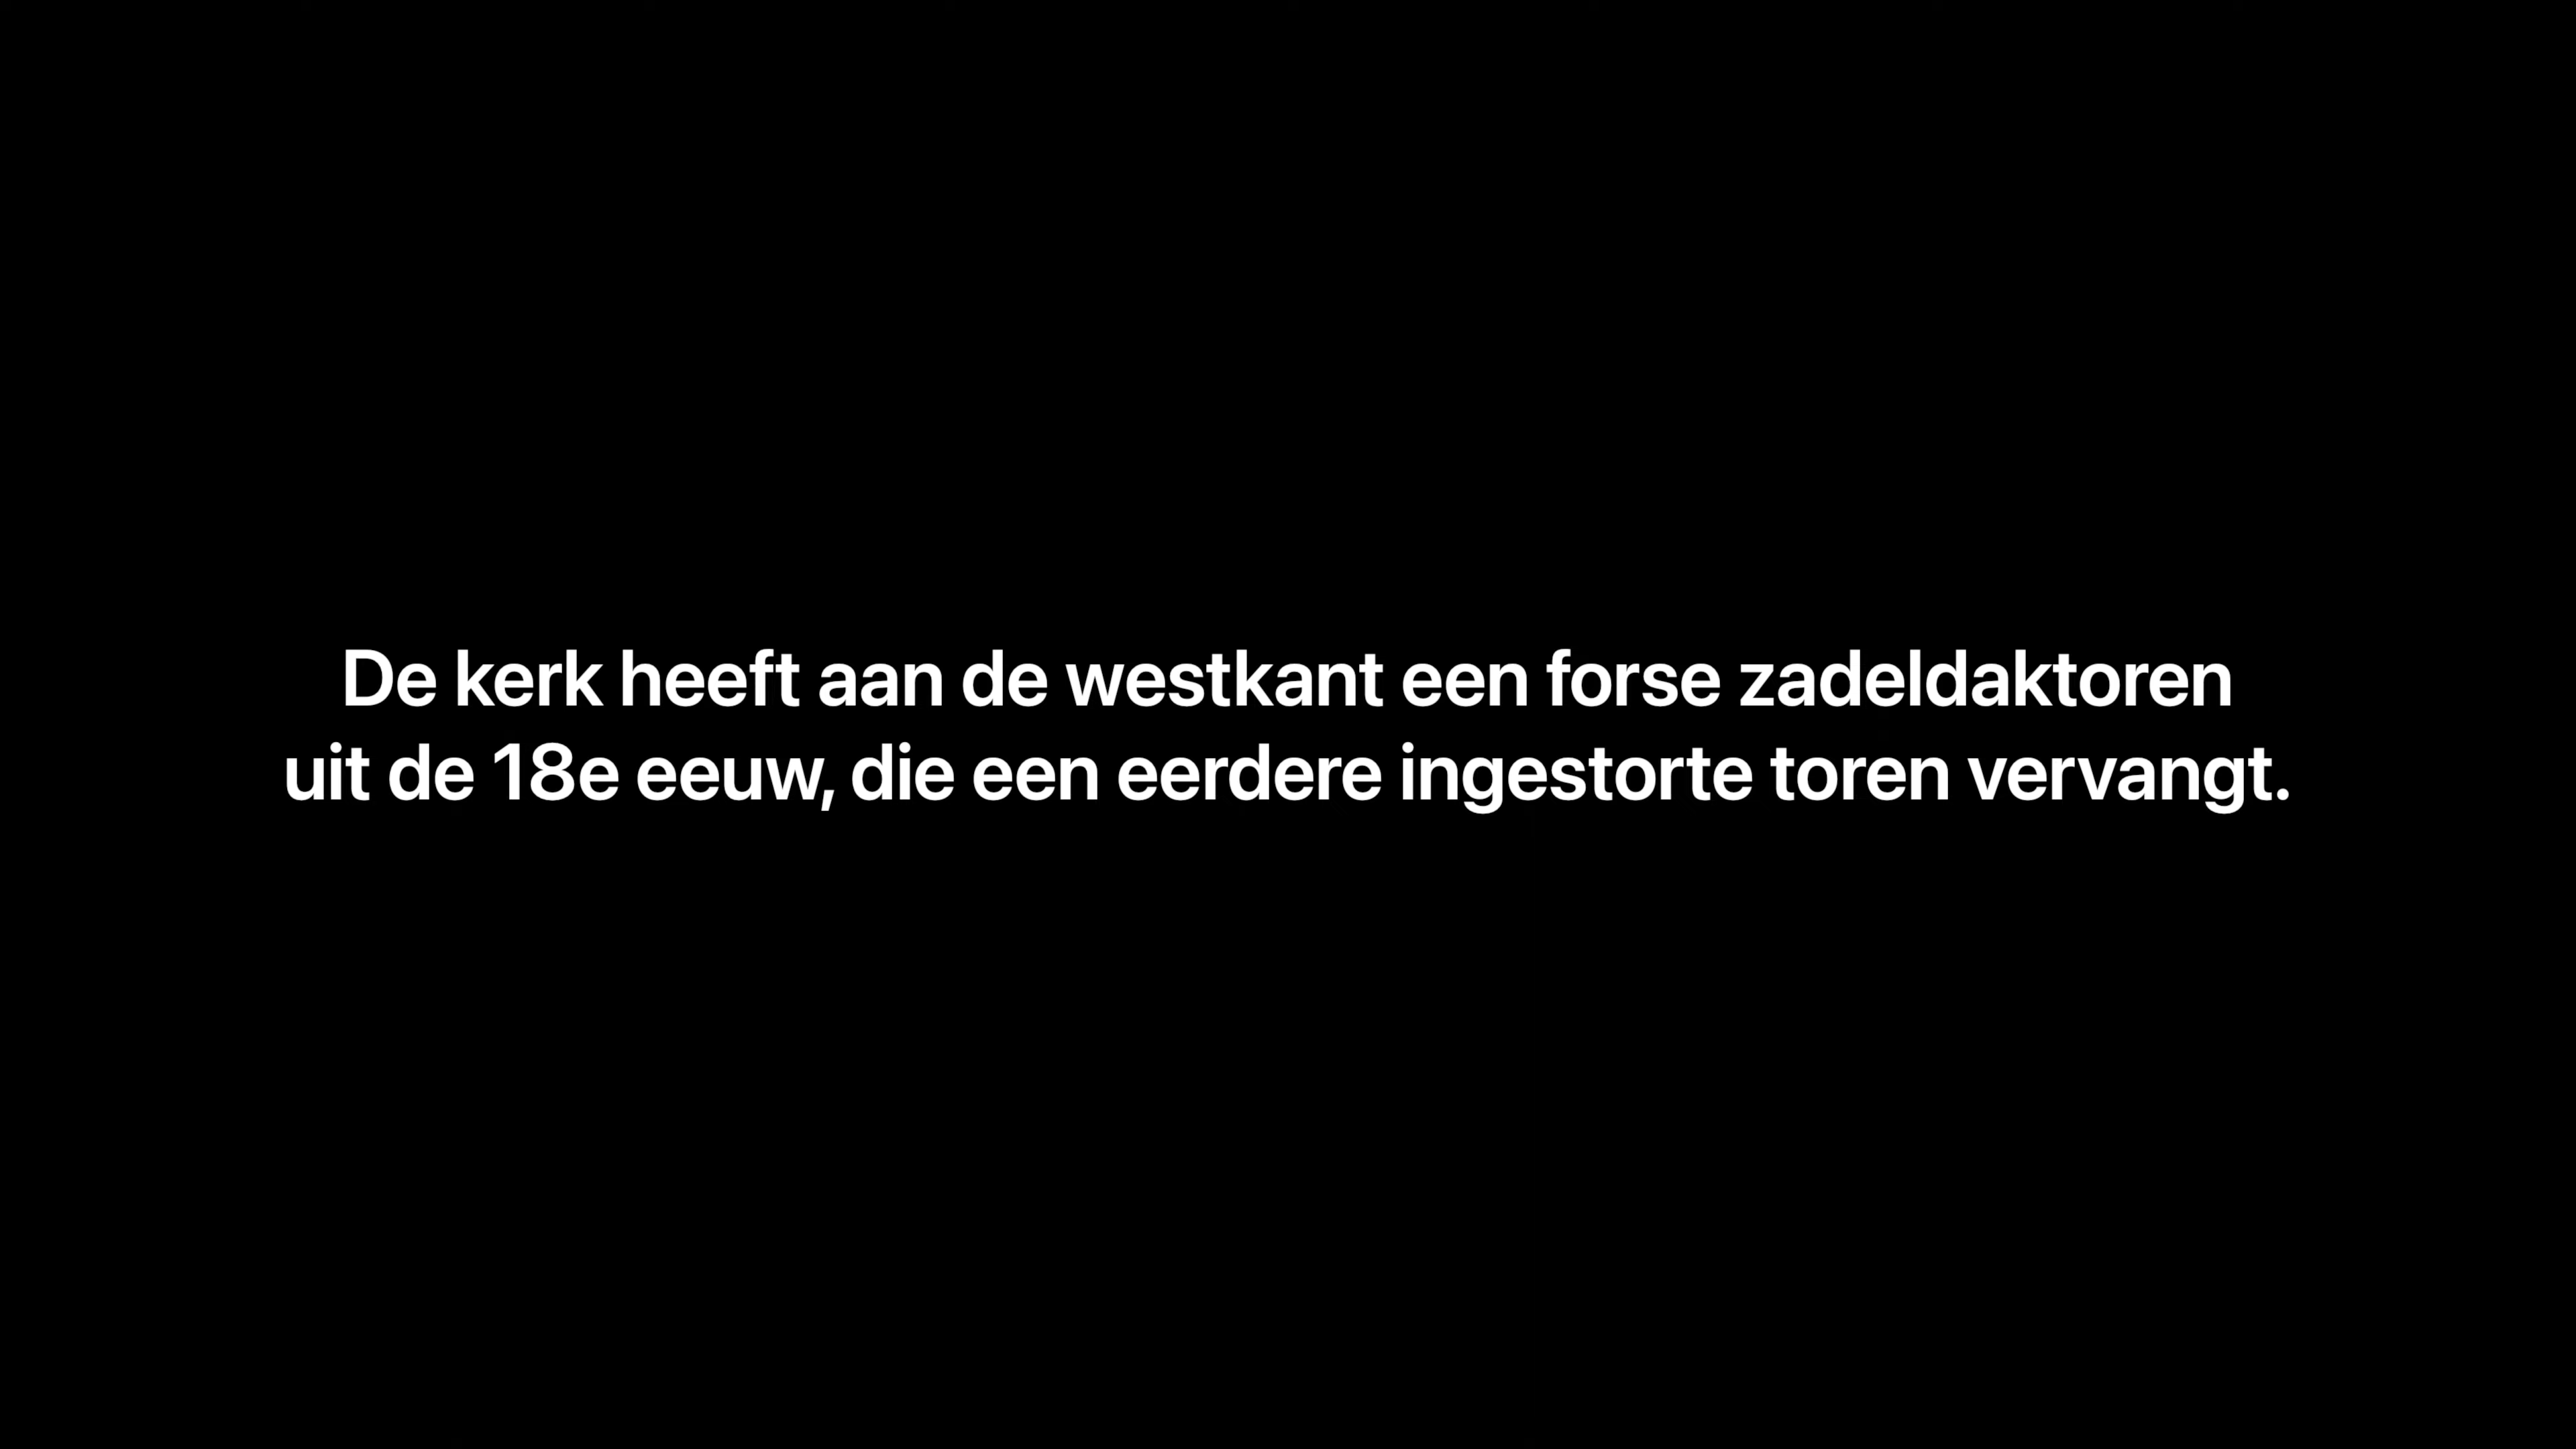 De kerk heeft aan de westkant een forse zadeldaktoren
uit de 18e eeuw, die een eerdere ingestorte toren vervangt.